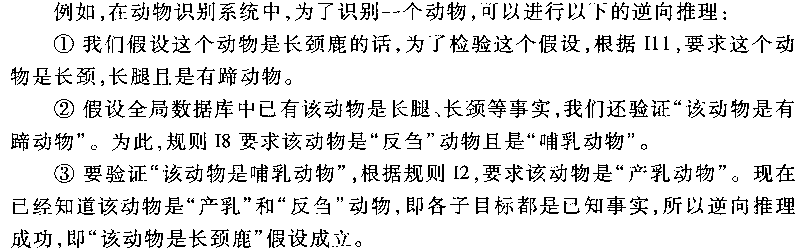 例如,在动物识别系统中,为了识别一个动物,可以进行以下的逆向推理:
① 我们假设这个动物是长颈鹿的话,为了检验这个假设,根据 I11,要求这个动
物是长颈,长腿且是有蹄动物。
② 假设全局数据库中已有该动物是长腿、长颈等事实,我们还验证“该动物是有
蹄动物”。为此,规则 I8 要求该动物是“反刍”动物且是“哺乳动物”。
③ 要验证“该动物是哺乳动物”,根据规则 I2,要求该动物是“产乳动物”。现在
已经知道该动物是“产乳”和“反刍”动物,即各子目标都是已知事实,所以逆向推理
成功,即“该动物是长颈鹿”假设成立。